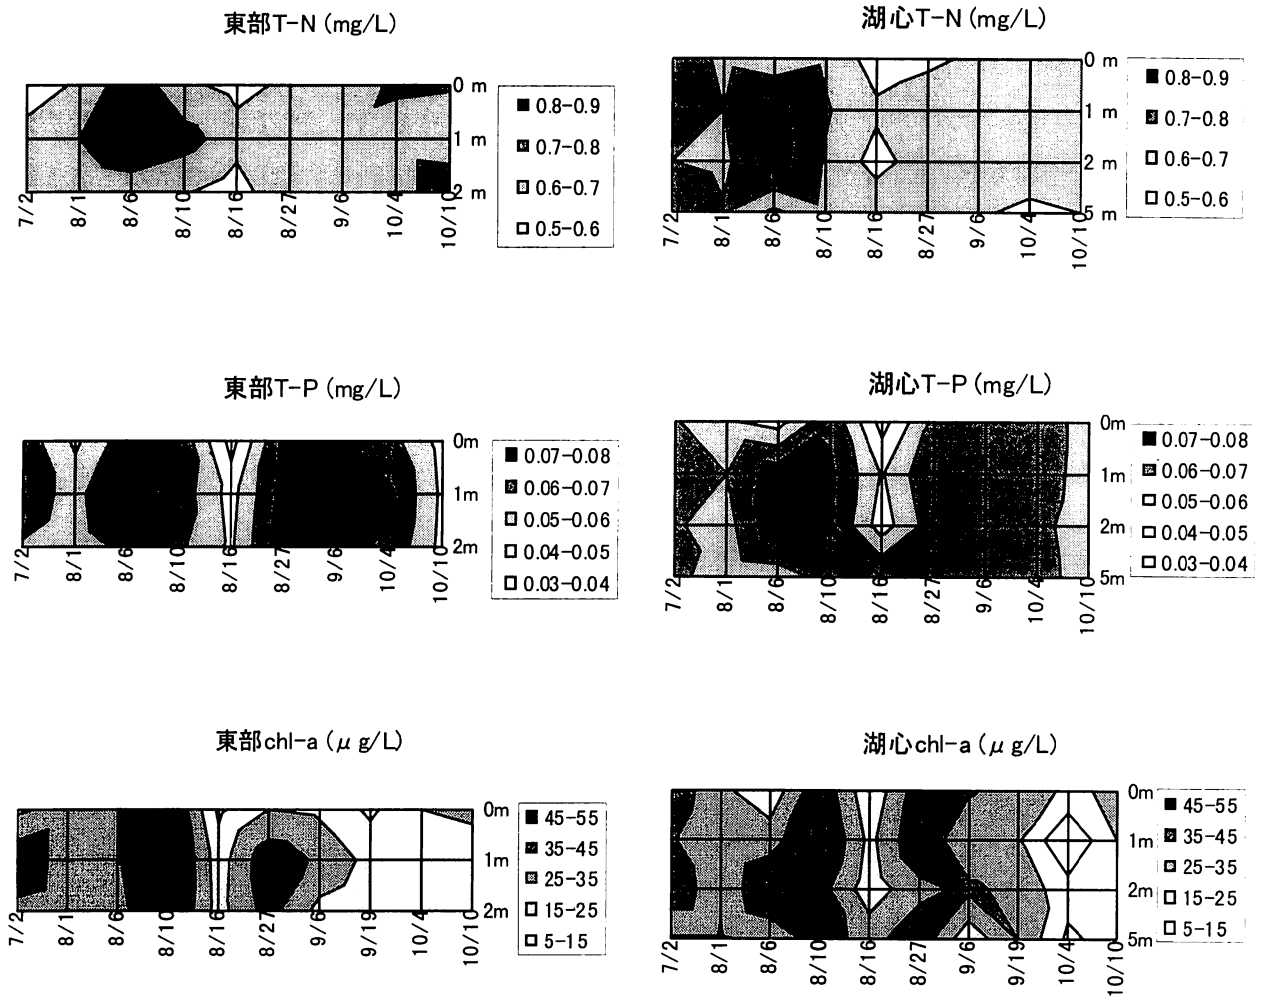 東部T-N (mg/L)
0 m
1 m
2 m
7/2 8/1 8/6 8/10 8/16 8/27 9/6 10/4 10/10
0.8-0.9
0.7-0.8
0.6-0.7
0.5-0.6
湖心T-N (mg/L)
0 m
1 m
2 m
5 m
7/2 8/1 8/6 8/10 8/16 8/27 9/6 10/4 10/10
0.8-0.9
0.7-0.8
0.6-0.7
0.5-0.6
東部T-P (mg/L)
0m
1m
2m
7/2 8/1 8/6 8/10 8/16 8/27 9/6 10/4 10/10
0.07-0.08
0.06-0.07
0.05-0.06
0.04-0.05
0.03-0.04
湖心T-P (mg/L)
0m
1m
2m
5m
7/2 8/1 8/6 8/10 8/16 8/27 9/6 10/4 10/10
0.07-0.08
0.06-0.07
0.05-0.06
0.04-0.05
0.03-0.04
東部chl-a (μ g/L)
0m
1m
2m
7/2 8/1 8/6 8/10 8/16 8/27 9/6 9/19 10/4 10/10
45-55
35-45
25-35
15-25
5-15
湖心chl-a (μ g/L)
0m
1m
2m
5m
7/2 8/1 8/6 8/10 8/16 8/27 9/6 9/19 10/4 10/10
45-55
35-45
25-35
15-25
5-15